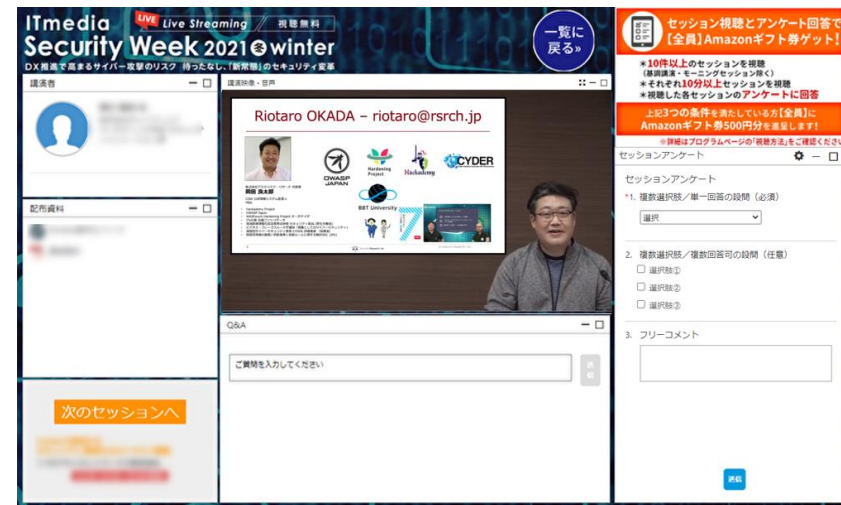 ITmedia LIVE Live Streaming 視聴無料
Security Week 2021 冬 winter
DX推進で高まるサイバー攻撃のリスク 待ったなし、「新常態」のセキュリティ変革
一覧に
戻る»
セッション視聴とアンケート回答で
【全員】Amazonギフト券ゲット!
＊10件以上のセッションを視聴
(基調講演・モーニングセッション除く)
＊それぞれ10分以上セッションを視聴
＊視聴した各セッションのアンケートに回答
上記3つの条件を満たしている方【全員】に
Amazonギフト券500円分を進呈します!
※詳細はプログラムページの「視聴方法」をご確認くださ
講演者
配布資料
次のセッションへ
講演映像・音声
Riotaro OKADA – riotaro@rsrch.jp
岡田 良太郎
OWASP
JAPAN
Hardening
Project
Hackademy
CYDER
BBT University
Q&A
ご質問を入力してください
送信
セッションアンケート
セッションアンケート
*1. 複数選択肢／単一回答の設問（必須）
選択
2. 複数選択肢／複数回答可の設問（任意）
選択肢①
選択肢②
選択肢③
3. フリーコメント
送信